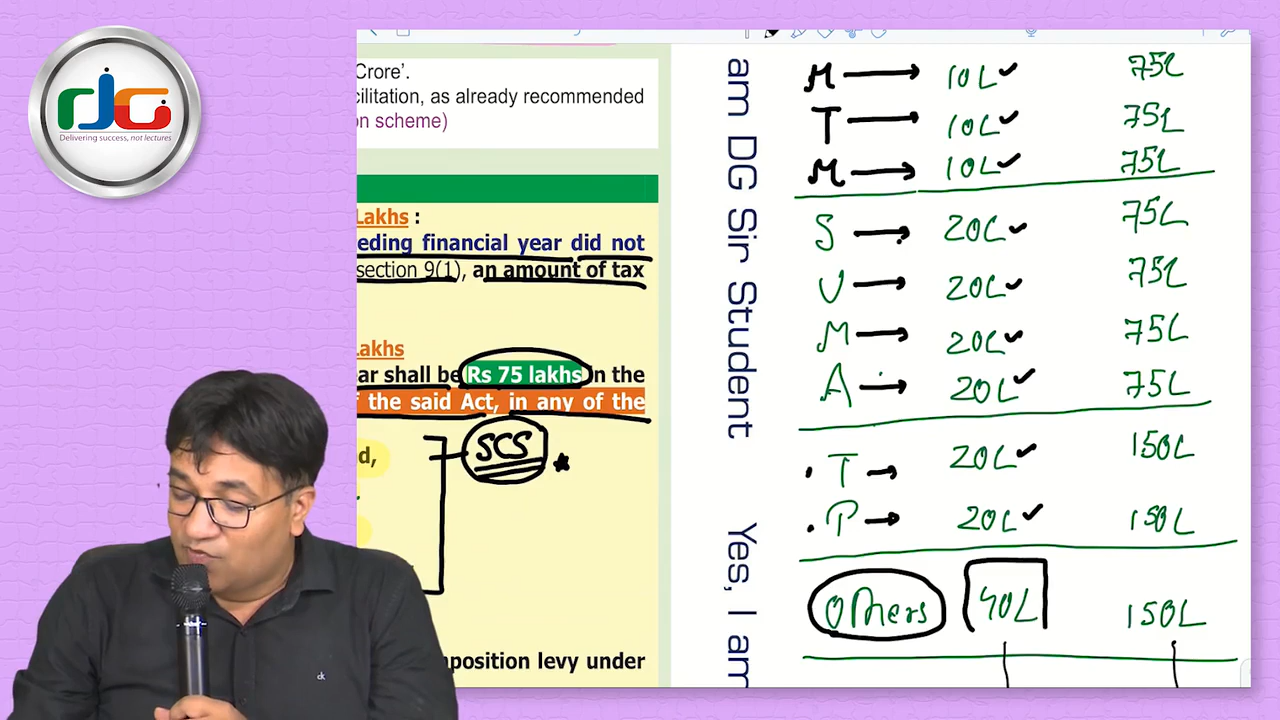 Delivering success, not lectures
Crore'.
cilitation, as already recommended
on scheme)
Lakhs :
eding financial year did not
section 9(1), an amount of tax
Lakhs
ar shall be Rs 75 lakhs in the
f the said Act, in any of the
d,
SCS
position levy under
am DG Sir Student
Yes, I am
M → 10L ✓ 75L
T → 10L ✓ 75L
M → 10L ✓ 75L
S → 20L ✓ 75L
U → 20L ✓ 75L
M → 20L ✓ 75L
A → 20L ✓ 75L
. T → 20L ✓ 150L
. P → 20L ✓ 150L
Others 40L 150L
dk